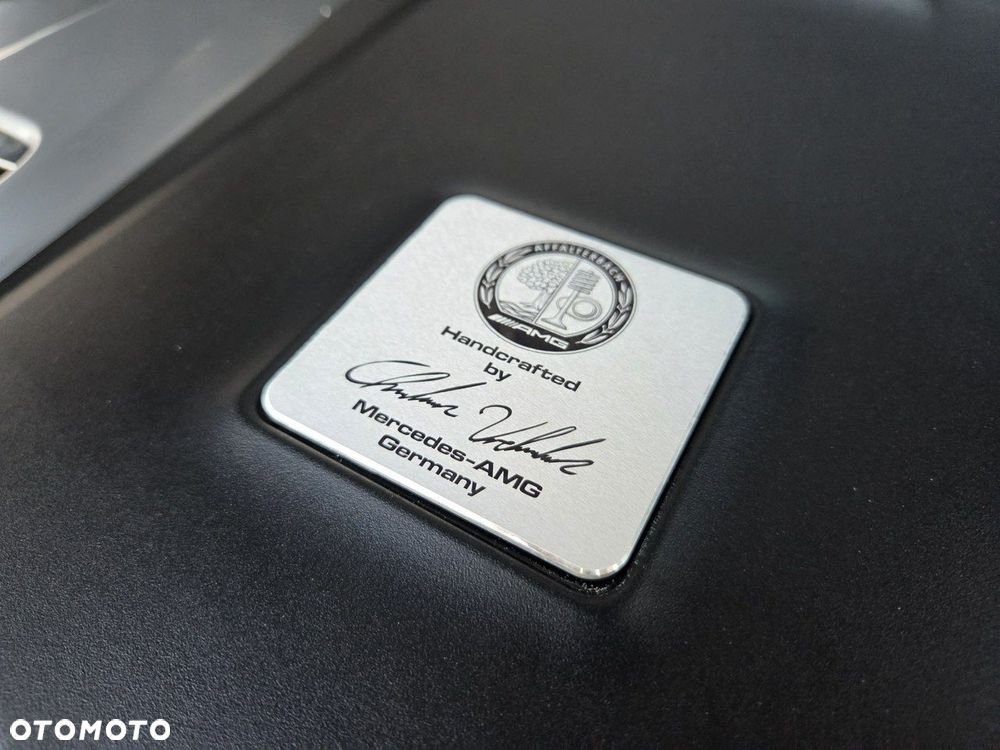 AFFALTERBACH
AMG
Handcrafted
by
Mercedes-AMG
Germany
OTOMOTO